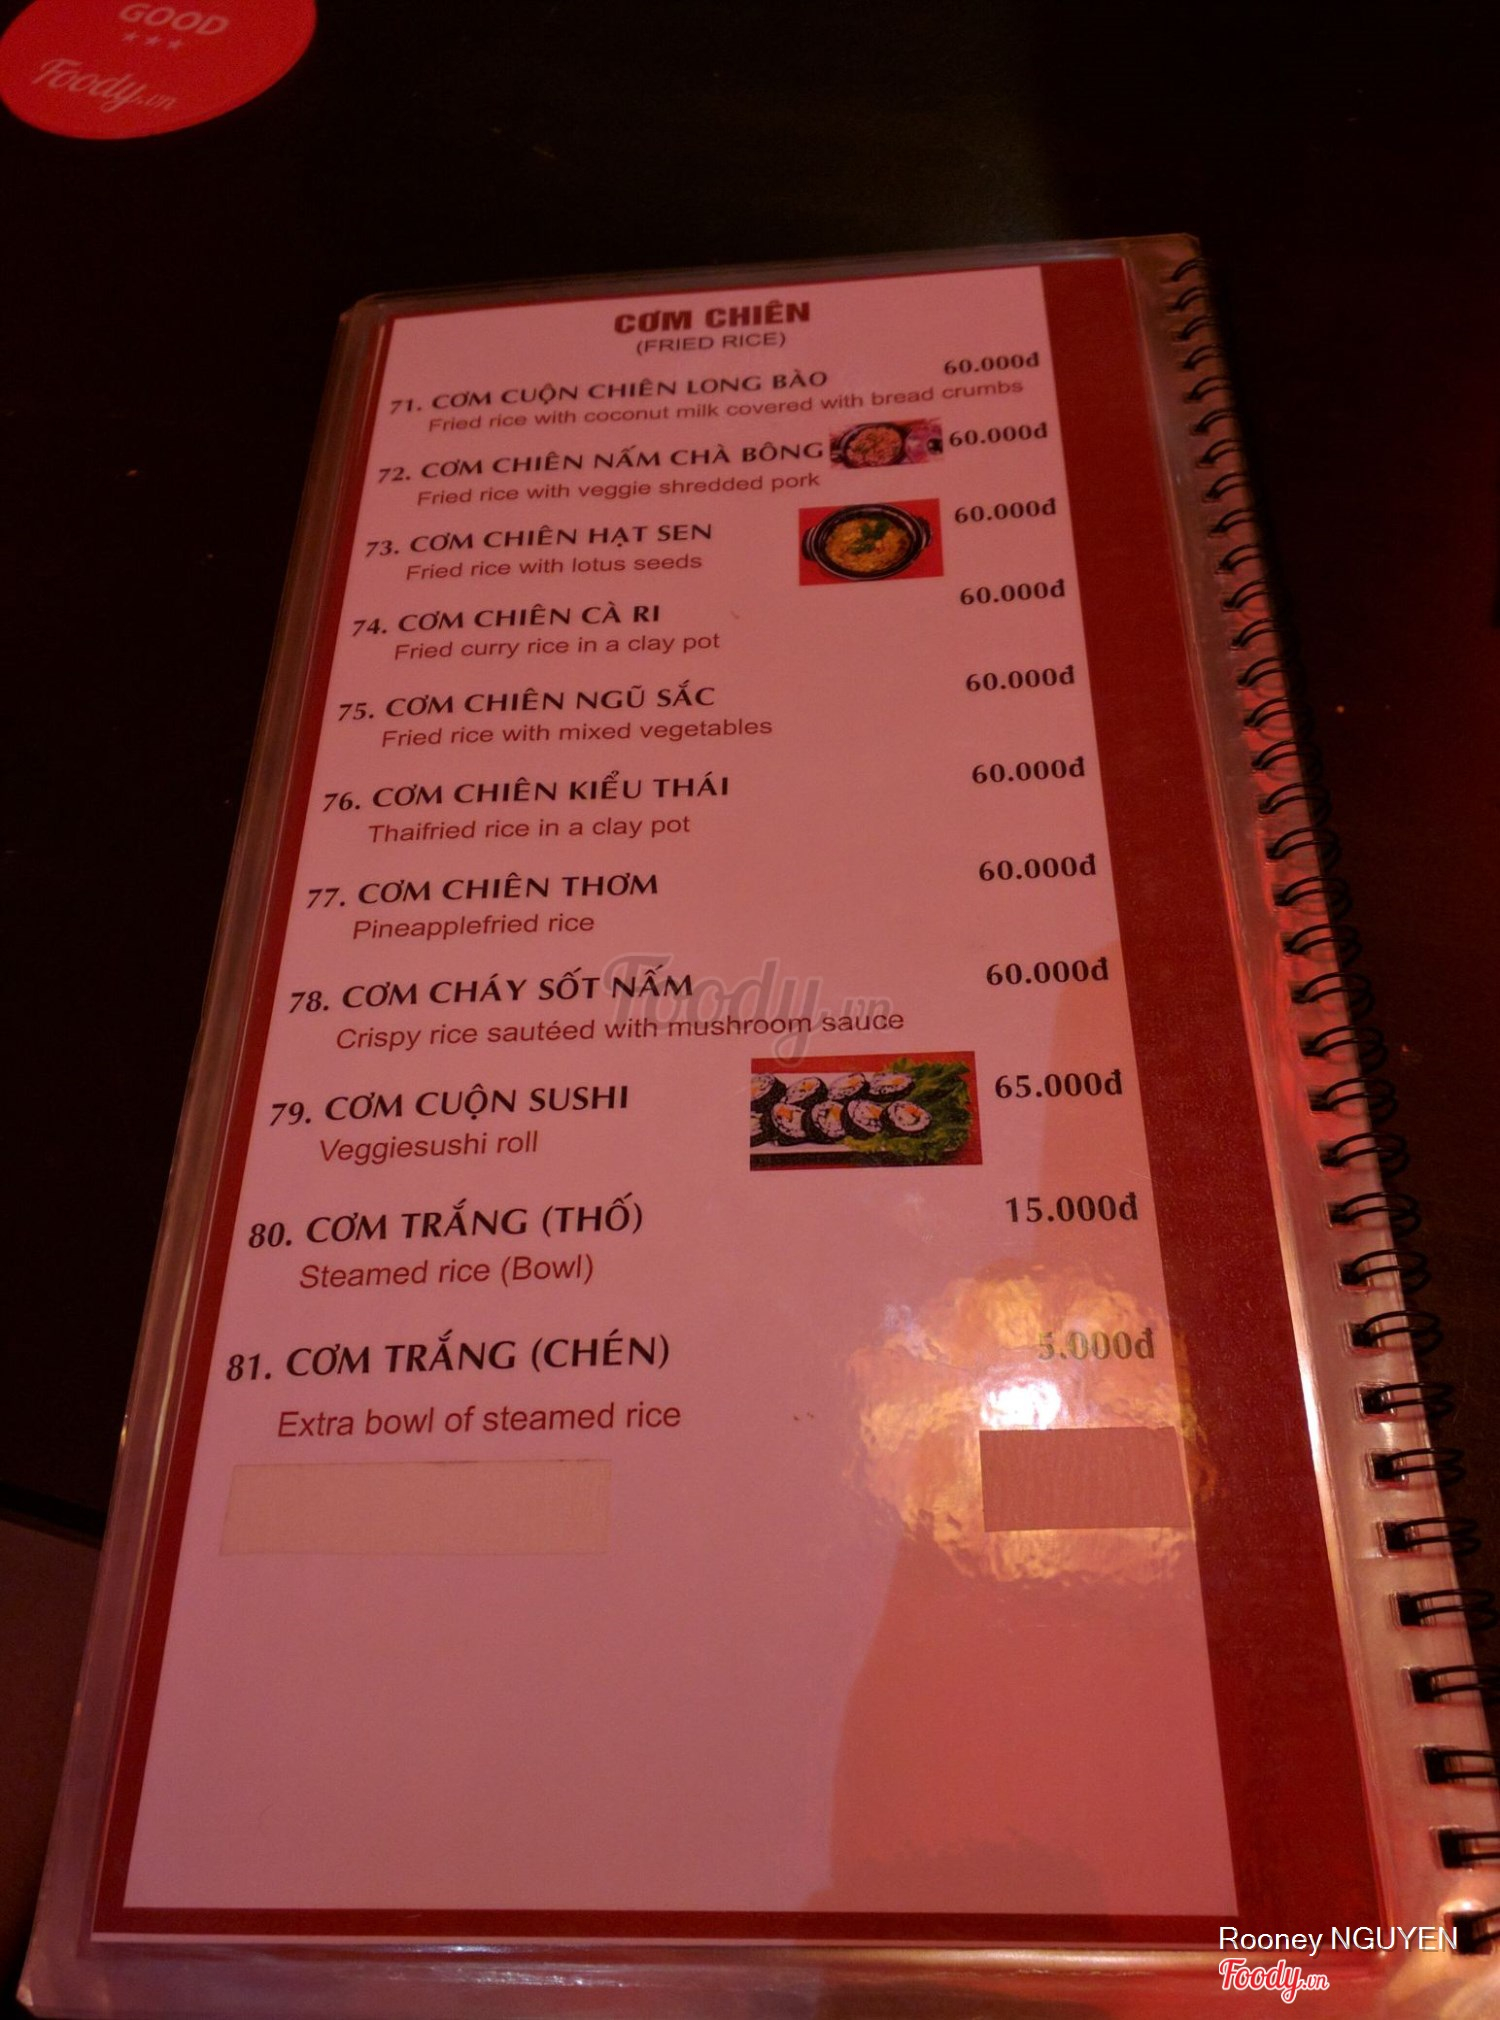 GOOD
Foody.vn
CƠM CHIÊN
(FRIED RICE)
71. CƠM CUỘN CHIÊN LONG BÀO 60.000đ
Fried rice with coconut milk covered with bread crumbs
72. CƠM CHIÊN NẤM CHÀ BÔNG 60.000đ
Fried rice with veggie shredded pork
73. CƠM CHIÊN HẠT SEN 60.000đ
Fried rice with lotus seeds
74. CƠM CHIÊN CÀ RI 60.000đ
Fried curry rice in a clay pot
75. CƠM CHIÊN NGŨ SẮC 60.000đ
Fried rice with mixed vegetables
76. CƠM CHIÊN KIỂU THÁI 60.000đ
Thaifried rice in a clay pot
77. CƠM CHIÊN THƠM 60.000đ
Pineapplefried rice
78. CƠM CHÁY SỐT NẤM 60.000đ
Crispy rice sautéed with mushroom sauce
Foody.vn
79. CƠM CUỘN SUSHI 65.000đ
Veggiesushi roll
80. CƠM TRẮNG (THỐ) 15.000đ
Steamed rice (Bowl)
81. CƠM TRẮNG (CHÉN) 5.000đ
Extra bowl of steamed rice
Rooney NGUYEN
Foody.vn